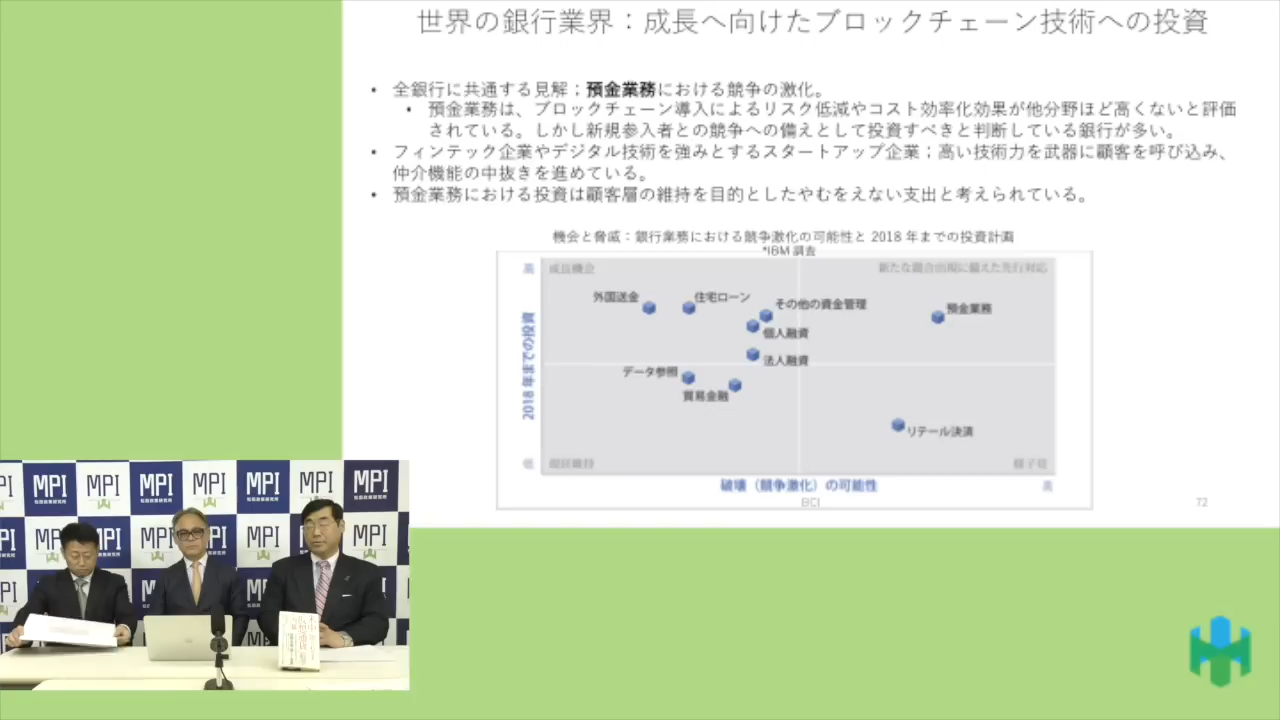 世界の銀行業界：成長へ向けたブロックチェーン技術への投資
• 全銀行に共通する見解；預金業務における競争の激化。
• 預金業務は、ブロックチェーン導入によるリスク低減やコスト効率化効果が他分野ほど高くないと評価
されている。しかし新規参入者との競争への備えとして投資すべきと判断している銀行が多い。
• フィンテック企業やデジタル技術を強みとするスタートアップ企業；高い技術力を武器に顧客を呼び込み、
仲介機能の中抜きを進めている。
• 預金業務における投資は顧客層の維持を目的としたやむをえない支出と考えられている。
機会と脅威：銀行業務における競争激化の可能性と 2018 年までの投資計画
*IBM 調査
高
成長機会
新たな競合出現に備えた先行対応
外国送金
住宅ローン
その他の資金管理
預金業務
個人融資
法人融資
データ参照
貿易金融
リテール決済
2018 年までの投資
低
現状維持
様子見
破壊（競争激化）の可能性
高
BCI
72
MPI
MPI
MPI
MPI
MPI
MPI
MPI
MPI
MPI
MPI
MPI